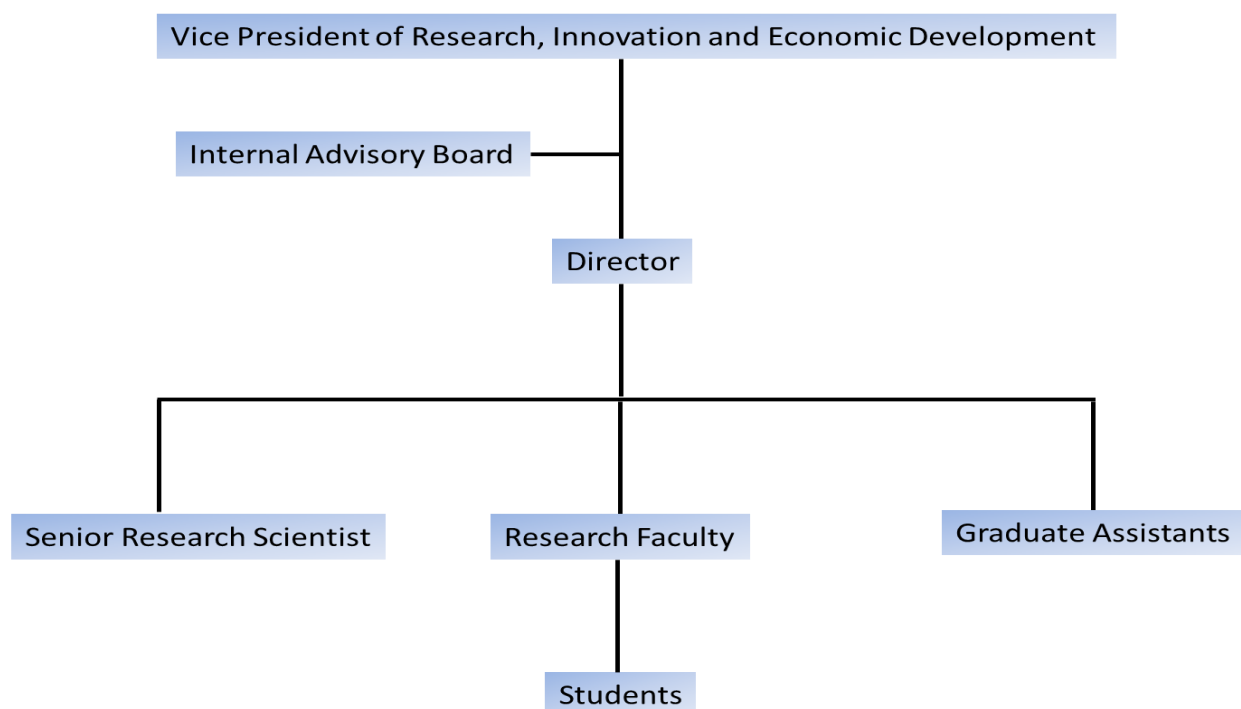 Vice President of Research, Innovation and Economic Development
Internal Advisory Board
Director
Senior Research Scientist
Research Faculty
Graduate Assistants
Students